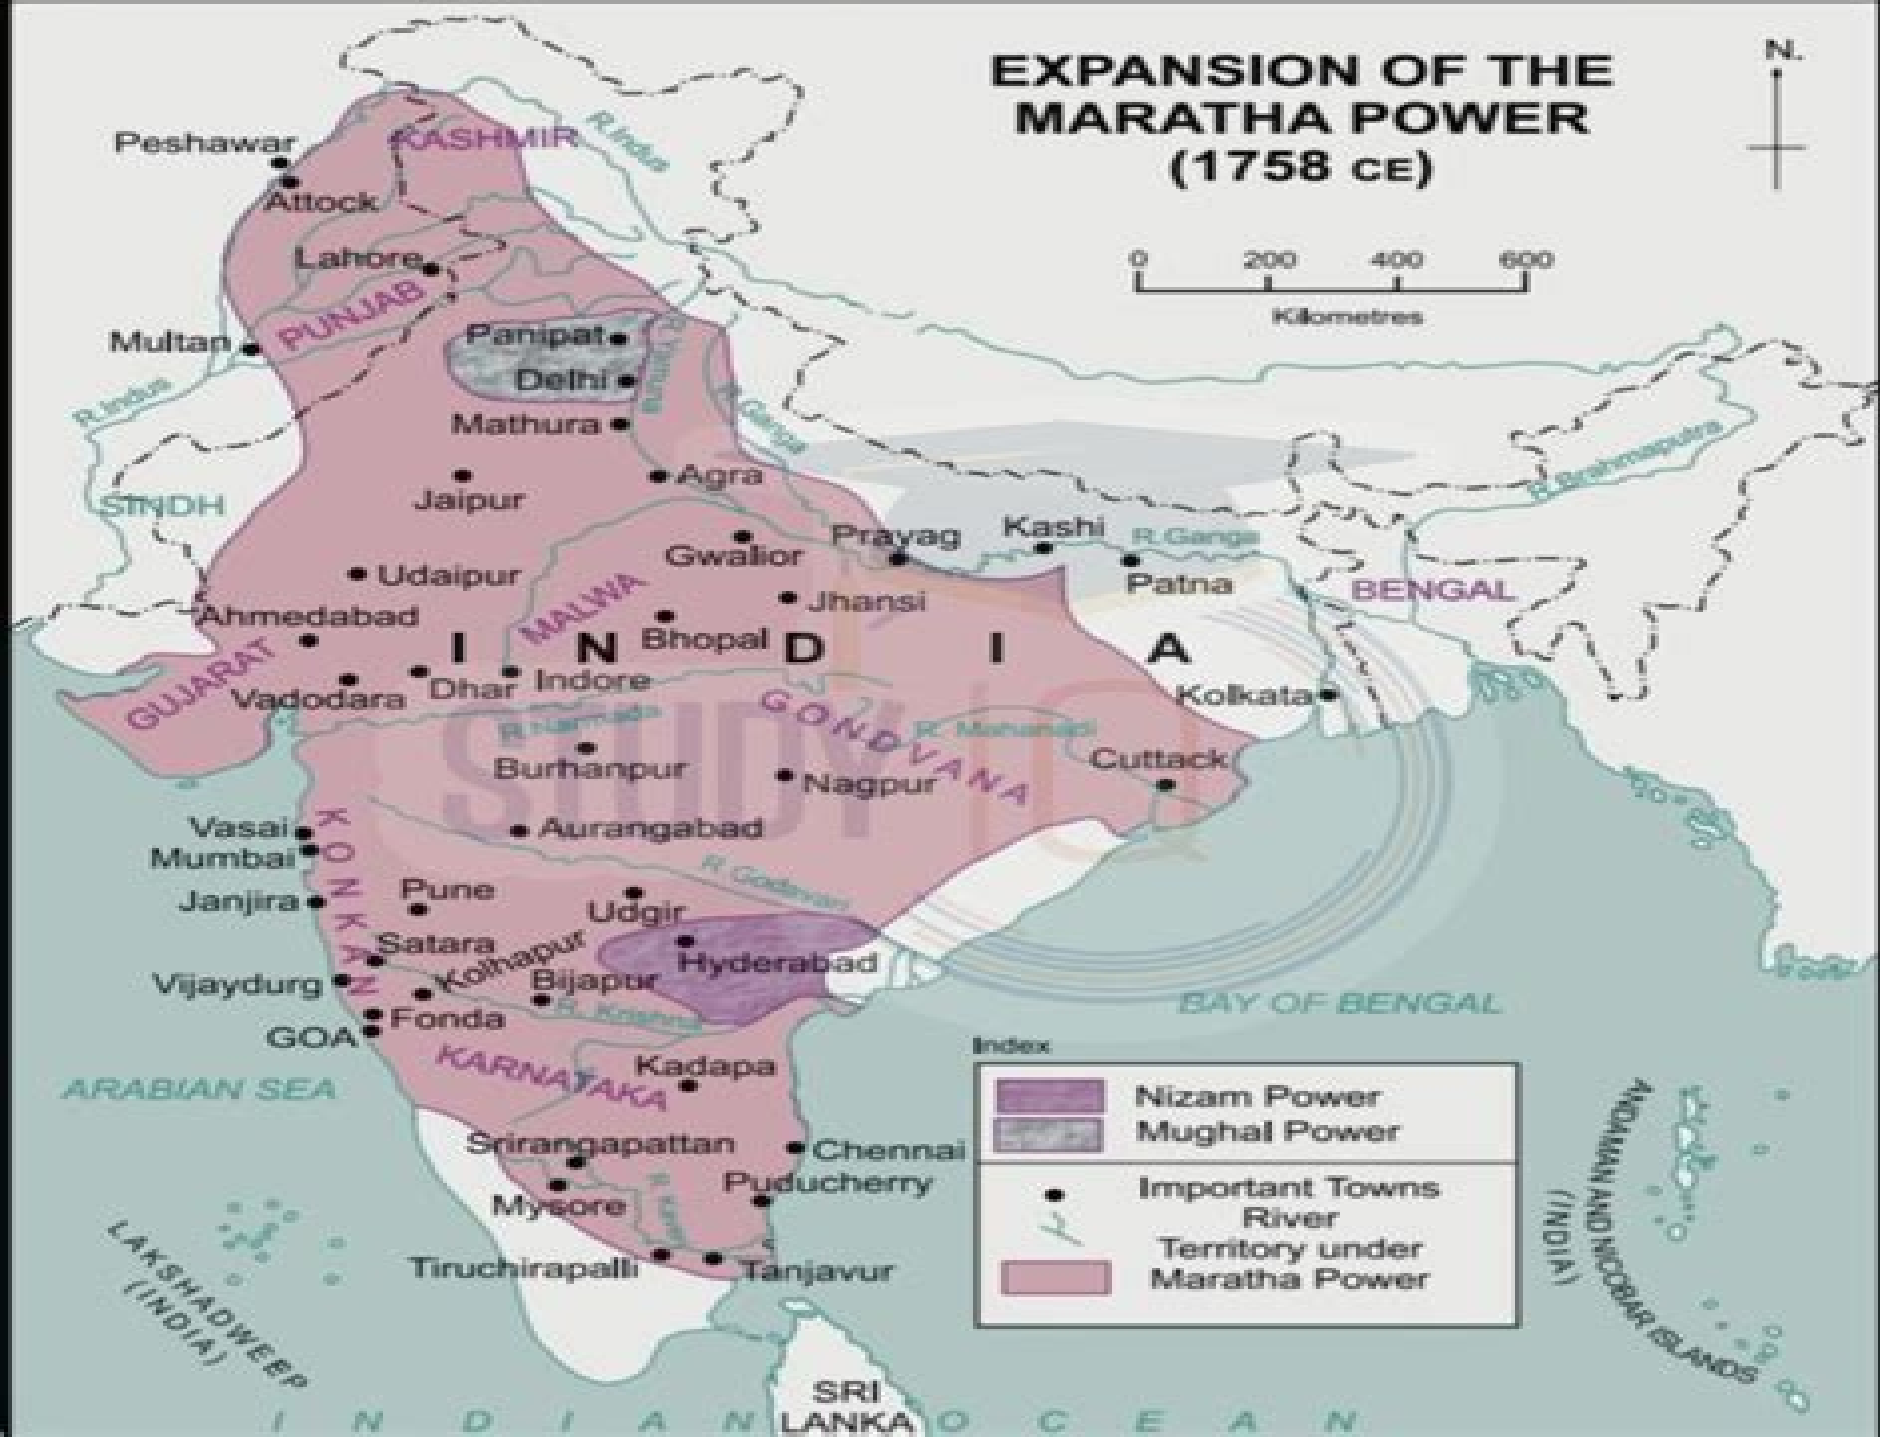 EXPANSION OF THE
MARATHA POWER
(1758 CE)
N.
0 200 400 600
Kilometres
Peshawar
KASHMIR
R.Indus
Attock
Lahore
PUNJAB
Multan
Panipat
Delhi
R.Indus
R.Ganga
Mathura
R.Brahmaputra
SINDH
Jaipur
Agra
Prayag
Kashi
R.Ganga
Gwalior
Patna
BENGAL
Udaipur
MALWA
Jhansi
Ahmedabad
Bhopal
I N D I A
GUJARAT
Vadodara
Dhar
Indore
Kolkata
R.Narmada
GONDVANA
R. Mahanadi
STUDY IQ
Burhanpur
Nagpur
Cuttack
KONKAN
Vasai
Aurangabad
Mumbai
R.Godavari
Janjira
Pune
Udgir
Satara
Kolhapur
Hyderabad
Vijaydurg
Bijapur
R. Krishna
Fonda
GOA
BAY OF BENGAL
KARNATAKA
Kadapa
ARABIAN SEA
Index
Nizam Power
Mughal Power
Important Towns
River
Territory under
Maratha Power
Srirangapattan
Chennai
Mysore
Puducherry
Tiruchirapalli
Tanjavur
LAKSHADWEEP
(INDIA)
ANDAMAN AND NICOBAR ISLANDS
(INDIA)
SRI
LANKA
INDIAN OCEAN